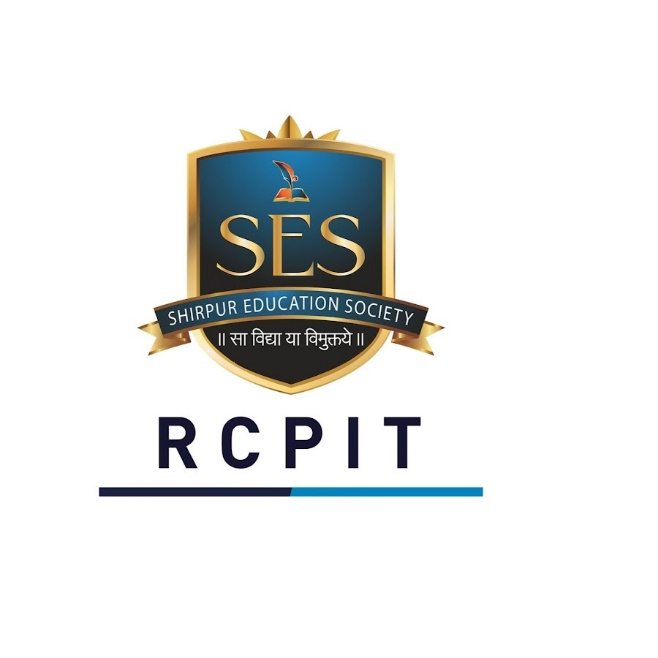 SES
SHIRPUR EDUCATION SOCIETY
॥ सा विद्या या विमुक्तये ॥
RCPIT